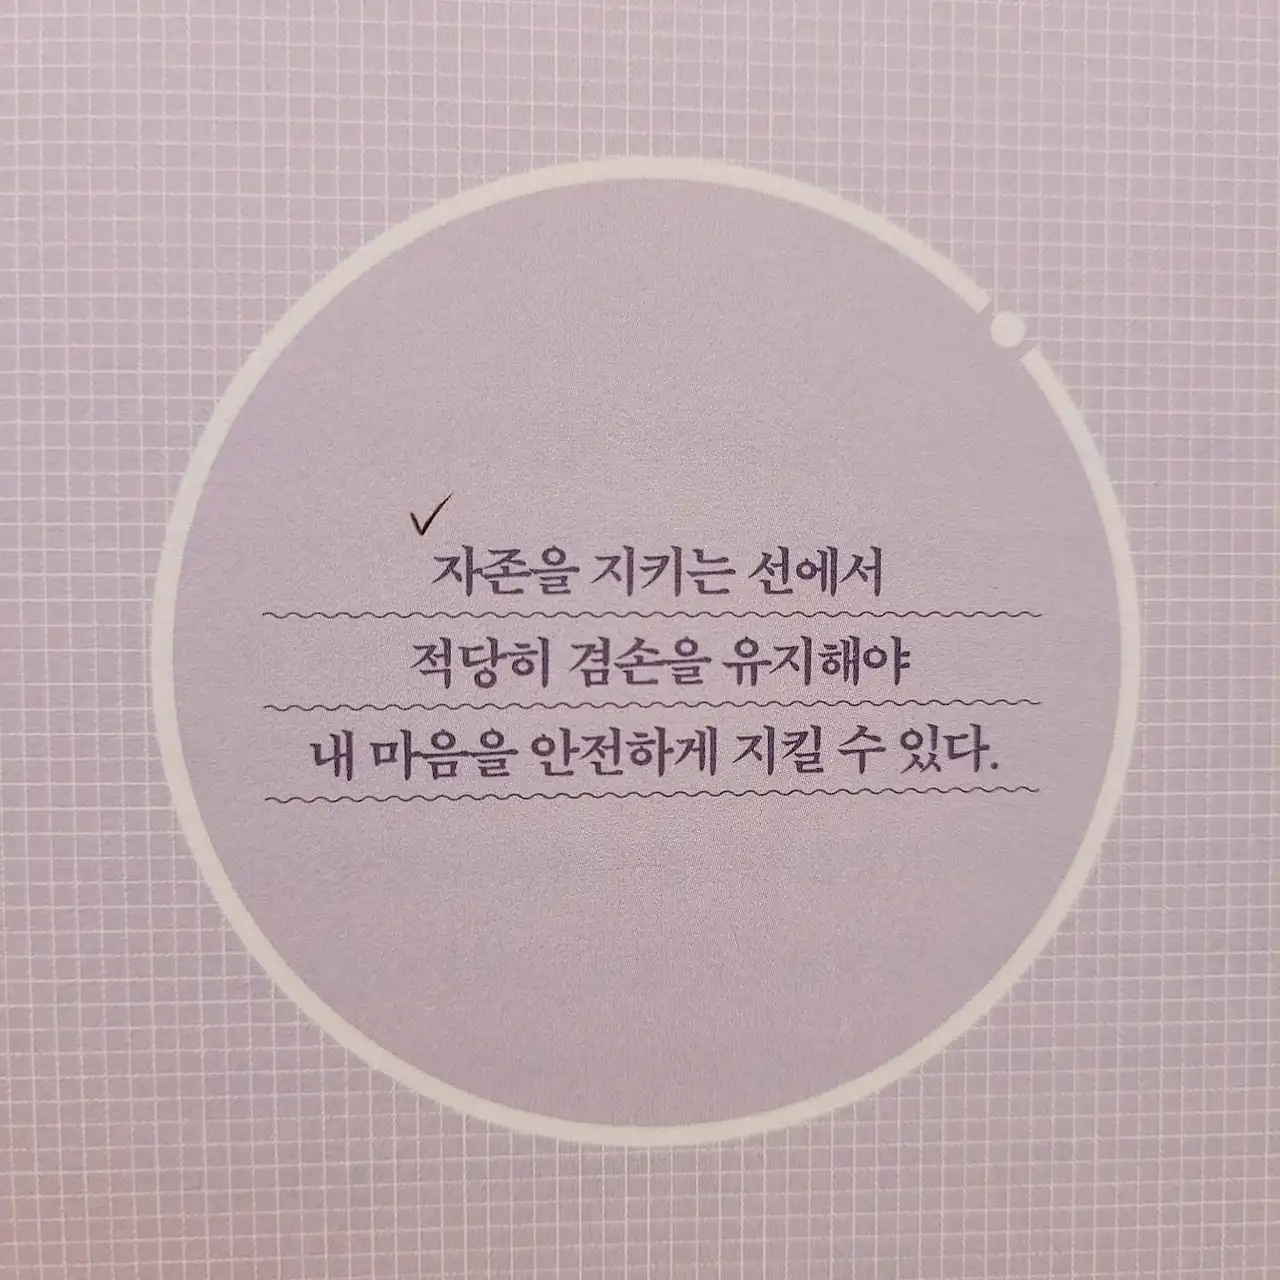 자존을 지키는 선에서
적당히 겸손을 유지해야
내 마음을 안전하게 지킬 수 있다.